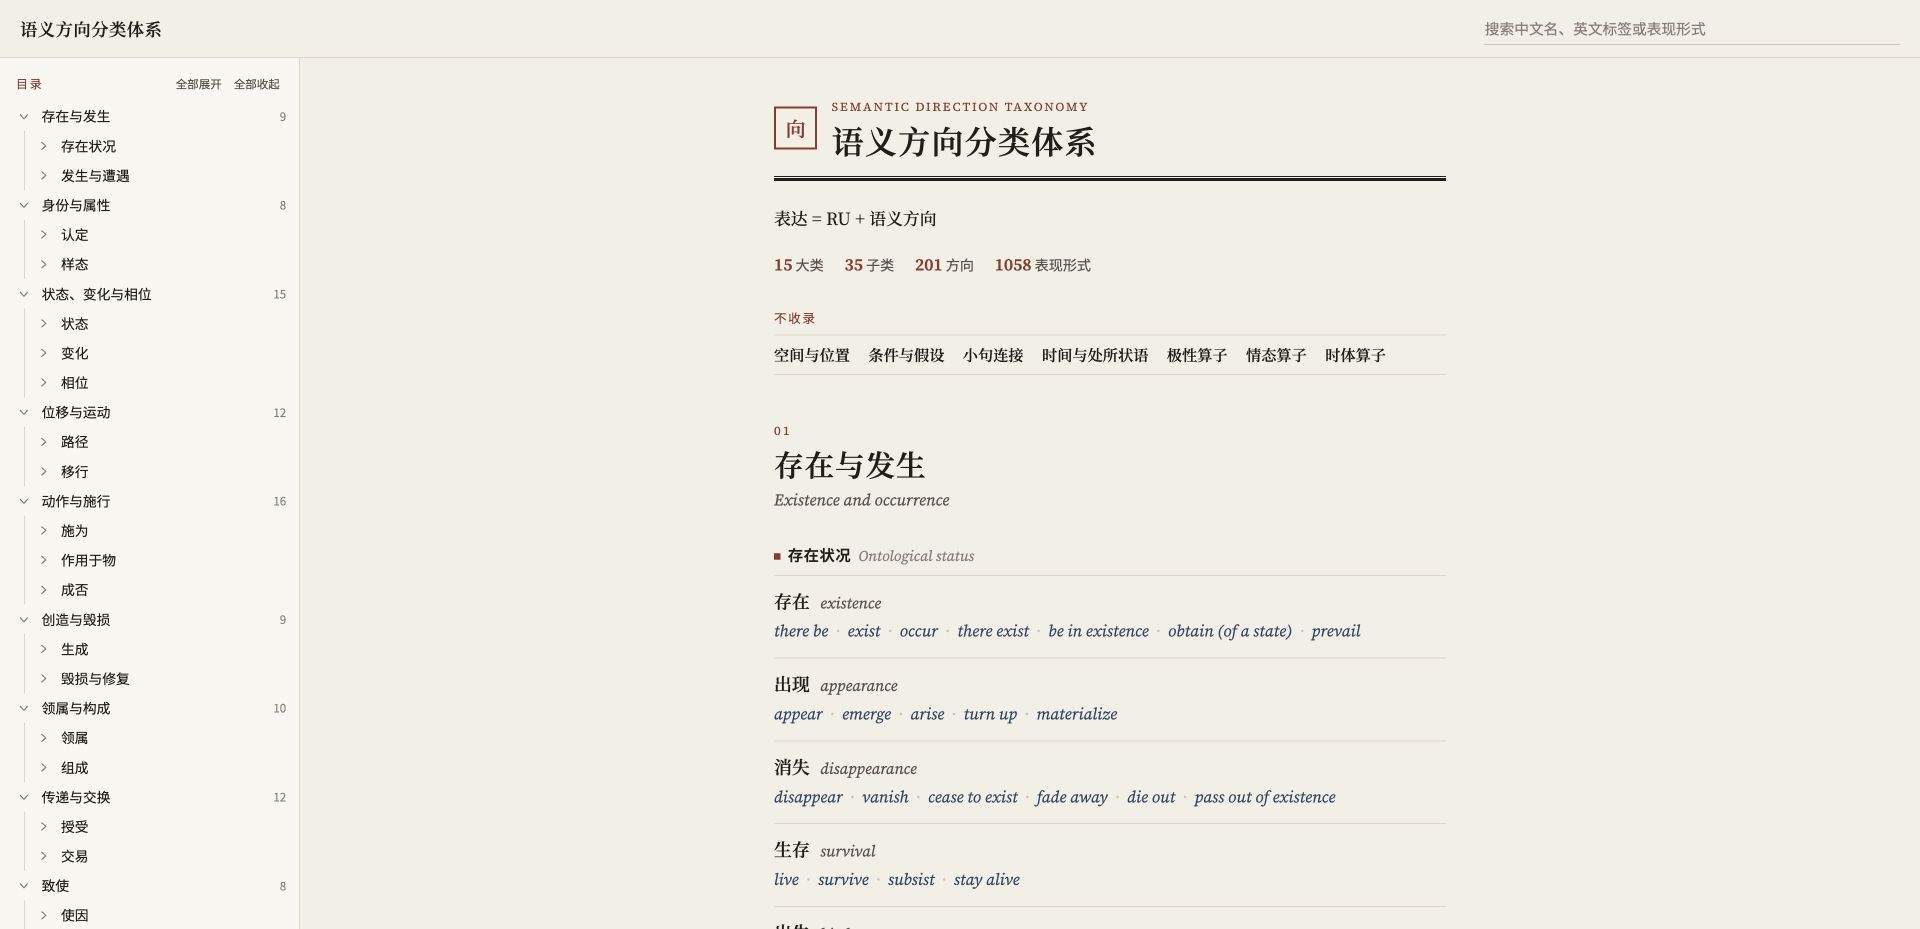 语义方向分类体系
搜索中文名、英文标签或表现形式
目录 全部展开 全部收起
存在与发生 9
存在状况
发生与遭遇
身份与属性 8
认定
样态
状态、变化与相位 15
状态
变化
相位
位移与运动 12
路径
移行
动作与施行 16
施为
作用于物
成否
创造与毁损 9
生成
毁损与修复
领属与构成 10
领属
组成
传递与交换 12
授受
交易
致使 8
使因
向
SEMANTIC DIRECTION TAXONOMY
语义方向分类体系
表达 = RU + 语义方向
15 大类 35 子类 201 方向 1058 表现形式
不收录
空间与位置 条件与假设 小句连接 时间与处所状语 极性算子 情态算子 时体算子
01
存在与发生
Existence and occurrence
存在状况 Ontological status
存在 existence
there be · exist · occur · there exist · be in existence · obtain (of a state) · prevail
出现 appearance
appear · emerge · arise · turn up · materialize
消失 disappearance
disappear · vanish · cease to exist · fade away · die out · pass out of existence
生存 survival
live · survive · subsist · stay alive